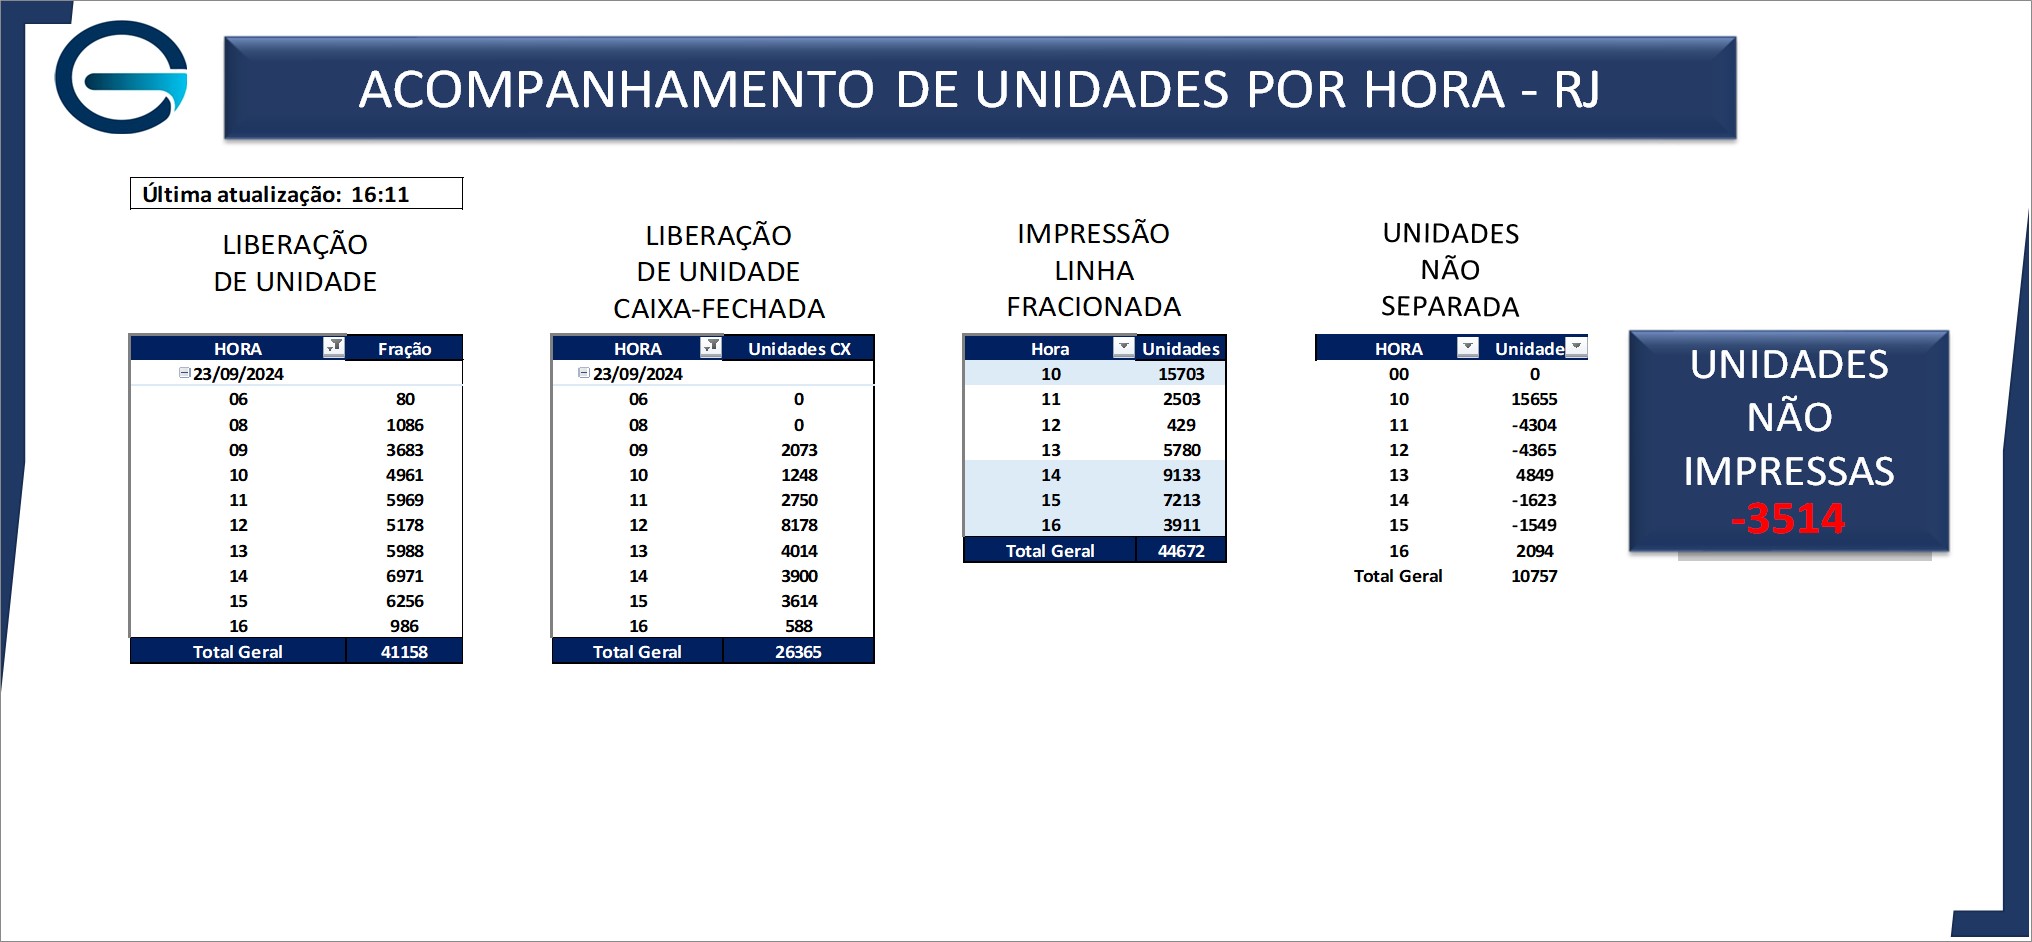 ACOMPANHAMENTO DE UNIDADES POR HORA - RJ
Última atualização: 16:11
LIBERAÇÃO
DE UNIDADE
HORA Fração
23/09/2024
06 80
08 1086
09 3683
10 4961
11 5969
12 5178
13 5988
14 6971
15 6256
16 986
Total Geral 41158
LIBERAÇÃO
DE UNIDADE
CAIXA-FECHADA
HORA Unidades CX
23/09/2024
06 0
08 0
09 2073
10 1248
11 2750
12 8178
13 4014
14 3900
15 3614
16 588
Total Geral 26365
IMPRESSÃO
LINHA
FRACIONADA
Hora Unidades
10 15703
11 2503
12 429
13 5780
14 9133
15 7213
16 3911
Total Geral 44672
UNIDADES
NÃO
SEPARADA
HORA Unidade
00 0
10 15655
11 -4304
12 -4365
13 4849
14 -1623
15 -1549
16 2094
Total Geral 10757
UNIDADES
NÃO
IMPRESSAS
-3514